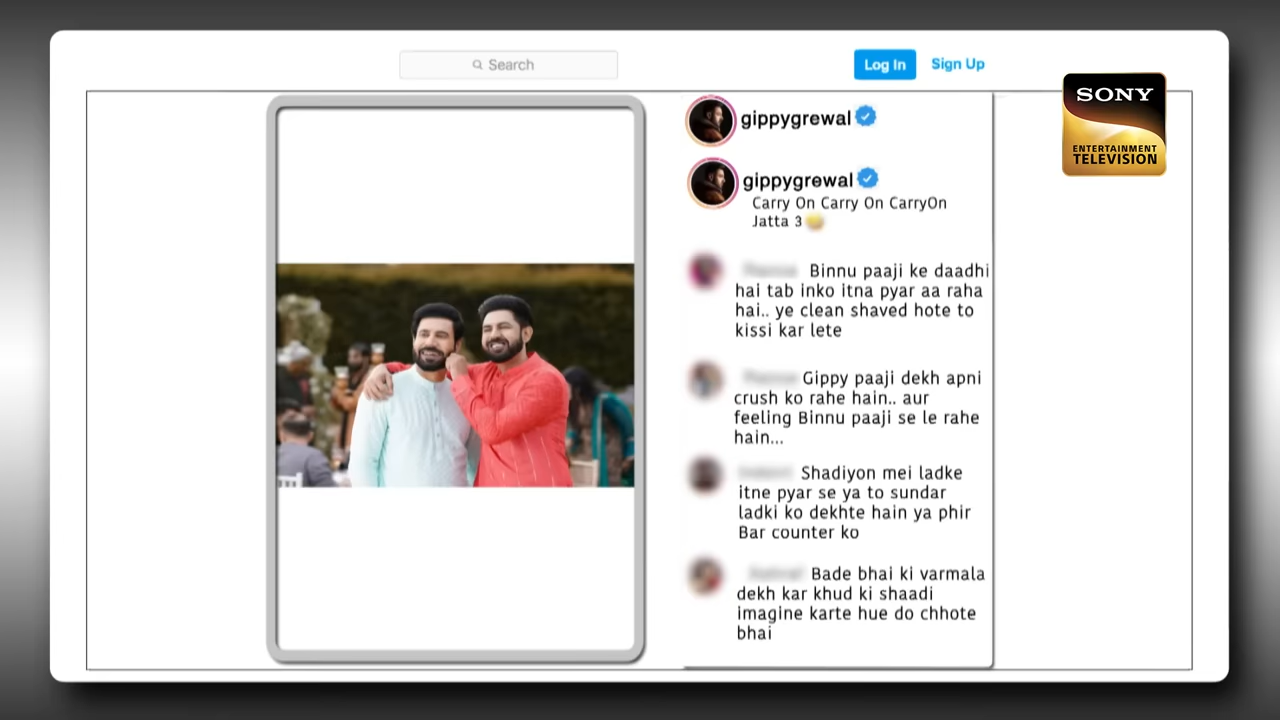 Search
Log In
Sign Up
SONY
ENTERTAINMENT
TELEVISION
gippygrewal
gippygrewal
Carry On Carry On CarryOn
Jatta 3
Binnu paaji ke daadhi
hai tab inko itna pyar aa raha
hai.. ye clean shaved hote to
kissi kar lete
Gippy paaji dekh apni
crush ko rahe hain.. aur
feeling Binnu paaji se le rahe
hain...
Shadiyon mei ladke
itne pyar se ya to sundar
ladki ko dekhte hain ya phir
Bar counter ko
Bade bhai ki varmala
dekh kar khud ki shaadi
imagine karte hue do chhote
bhai